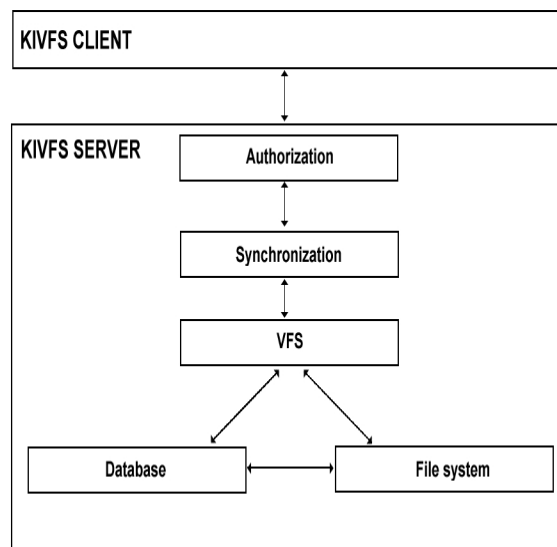 KIVFS CLIENT
KIVFS SERVER
Authorization
Synchronization
VFS
Database
File system